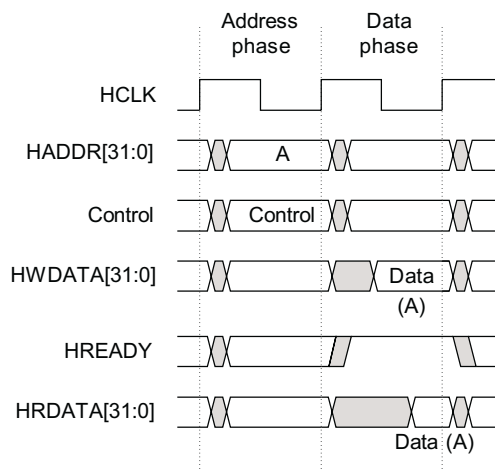 Address phase
Data phase
HCLK
HADDR[31:0]
A
Control
Control
HWDATA[31:0]
Data (A)
HREADY
HRDATA[31:0]
Data (A)